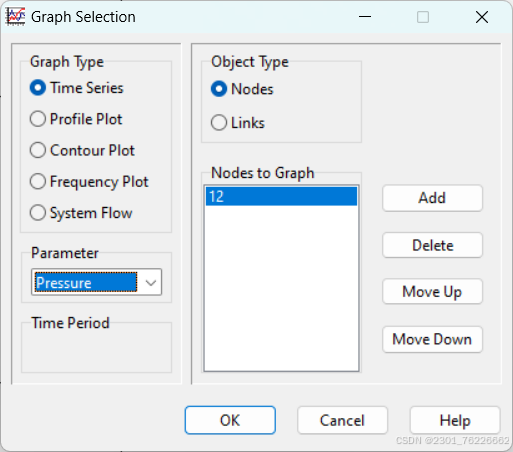 Graph Selection
Graph Type
Time Series
Profile Plot
Contour Plot
Frequency Plot
System Flow
Parameter
Pressure
Time Period
Object Type
Nodes
Links
Nodes to Graph
12
Add
Delete
Move Up
Move Down
OK
Cancel
Help
CSDN @2301_76226662